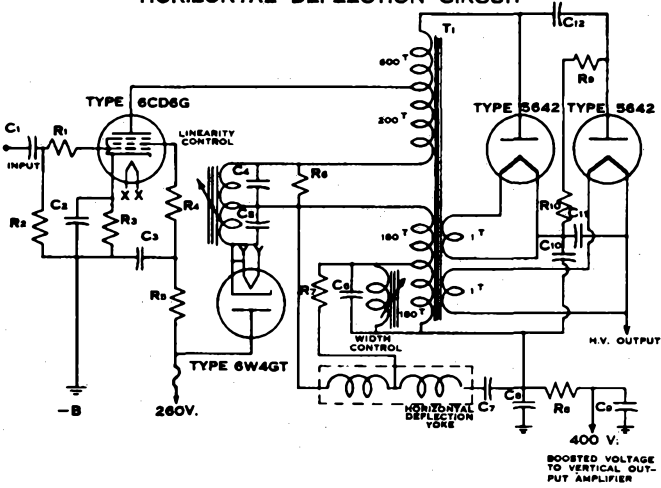 HORIZONTAL DEFLECTION CIRCUIT
T1
C12
600 T
R9
TYPE 6CD6G
TYPE 5642
TYPE 5642
200 T
C1
R1
LINEARITY
CONTROL
INPUT
C4
R6
X X
R10
C11
R2
C2
R3
R4
C5
180 T
1 T
C3
C10
R5
R7
C6
180 T
1 T
WIDTH
CONTROL
H.V. OUTPUT
TYPE 6W4GT
HORIZONTAL
DEFLECTION
YOKE
C7
C8
R8
C9
-B
260V.
400 V.
BOOSTED VOLTAGE
TO VERTICAL OUT-
PUT AMPLIFIER